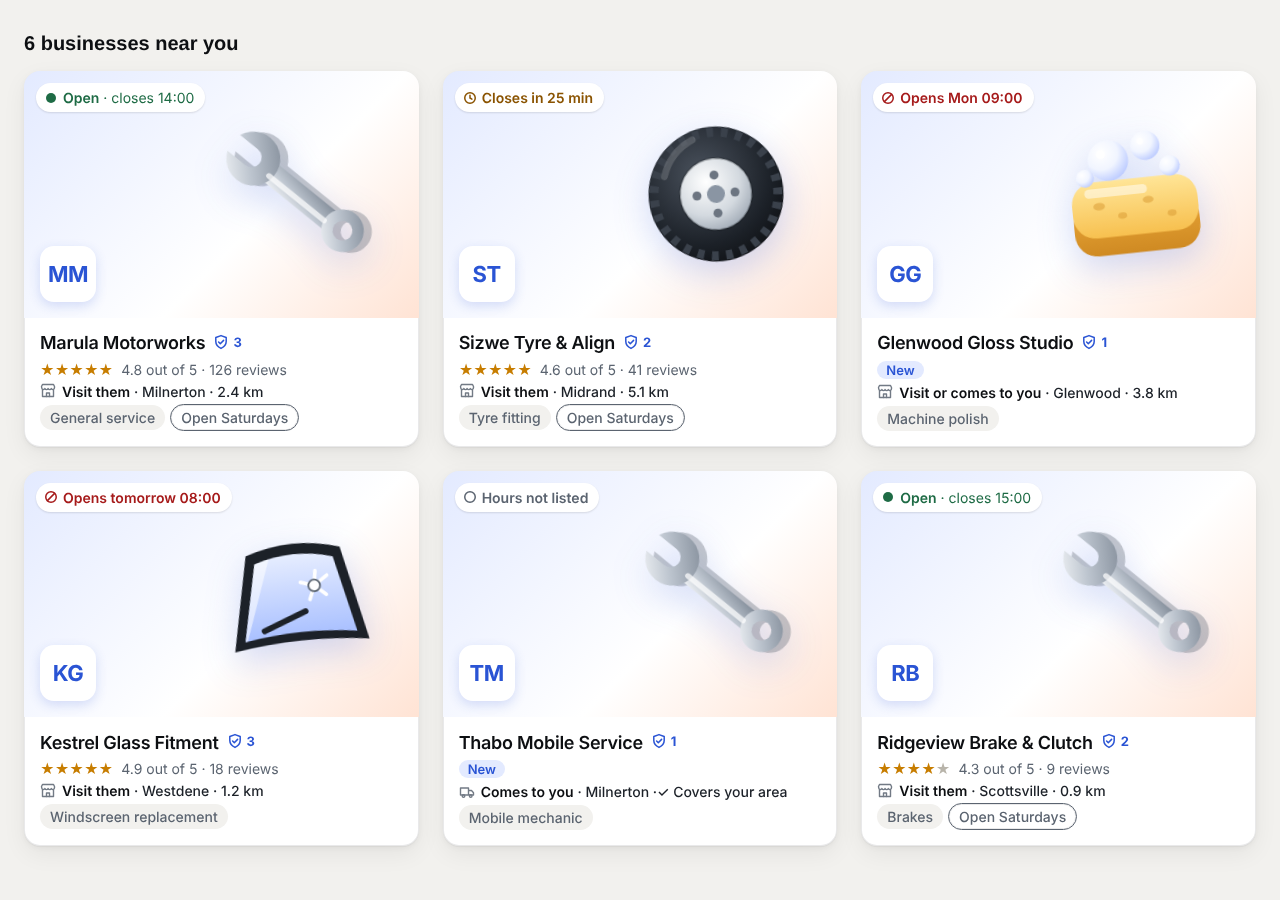 6 businesses near you
Open · closes 14:00
MM
Marula Motorworks 3
★★★★★ 4.8 out of 5 · 126 reviews
Visit them · Milnerton · 2.4 km
General service Open Saturdays
Closes in 25 min
ST
Sizwe Tyre & Align 2
★★★★★ 4.6 out of 5 · 41 reviews
Visit them · Midrand · 5.1 km
Tyre fitting Open Saturdays
Opens Mon 09:00
GG
Glenwood Gloss Studio 1
New
Visit or comes to you · Glenwood · 3.8 km
Machine polish
Opens tomorrow 08:00
KG
Kestrel Glass Fitment 3
★★★★★ 4.9 out of 5 · 18 reviews
Visit them · Westdene · 1.2 km
Windscreen replacement
Hours not listed
TM
Thabo Mobile Service 1
New
Comes to you · Milnerton ·✓ Covers your area
Mobile mechanic
Open · closes 15:00
RB
Ridgeview Brake & Clutch 2
★★★★★ 4.3 out of 5 · 9 reviews
Visit them · Scottsville · 0.9 km
Brakes Open Saturdays